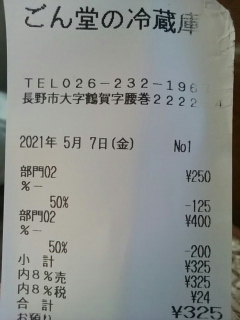 ごん堂の冷蔵庫
TEL026-232-196
長野市大字鶴賀字腰巻2222
2021年 5月 7日(金) No1
部門02 ¥250
%-
50% -125
部門02 ¥400
%-
50% -200
小 計 ¥325
内8%売 ¥325
内8%税 ¥24
合 計 ¥325
お預り